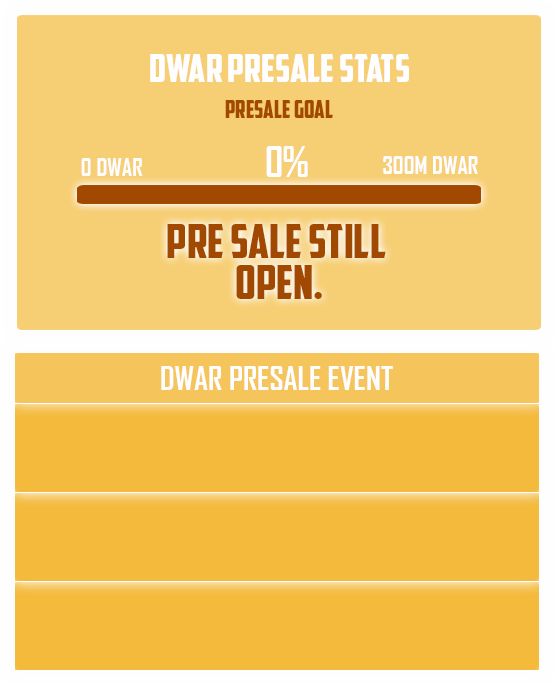 DWAR PRESALE STATS
PRESALE GOAL
0 DWAR 0% 300M DWAR
PRE SALE STILL
OPEN.
DWAR PRESALE EVENT